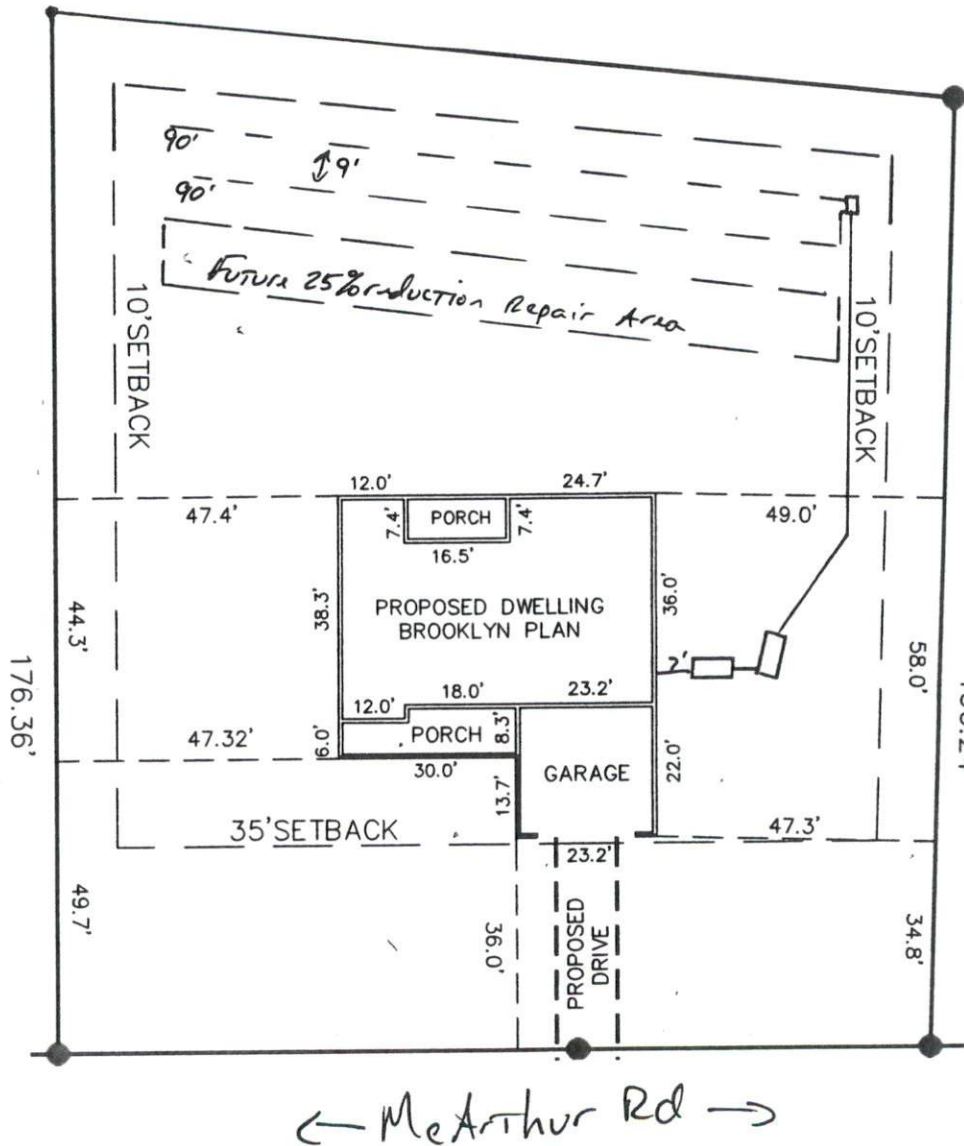 90'
9'
90'
Future 25% reduction Repair Area
10'SETBACK
10'SETBACK
12.0'
24.7'
47.4'
7.4'
PORCH
7.4'
49.0'
16.5'
38.3'
PROPOSED DWELLING
BROOKLYN PLAN
36.0'
44.3'
58.0'
176.36'
7'
12.0'
18.0'
23.2'
47.32'
6.0'
PORCH
8.3'
30.0'
13.7'
GARAGE
22.0'
35'SETBACK
47.3'
23.2'
49.7'
36.0'
PROPOSED
DRIVE
34.8'
← McArthur Rd →